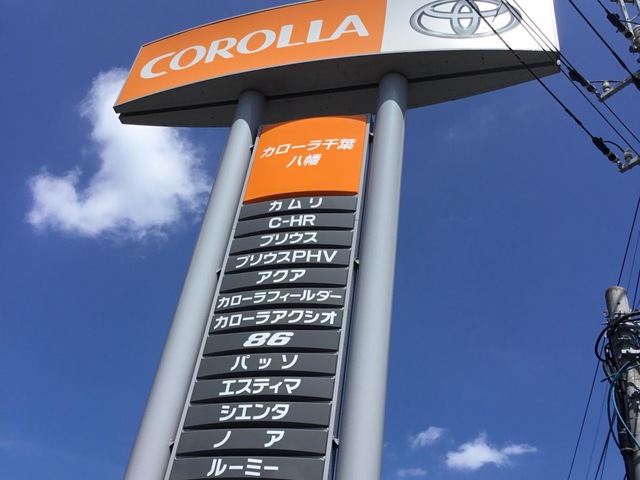 COROLLA
カローラ千葉
八幡
カムリ
C-HR
プリウス
プリウスPHV
アクア
カローラフィールダー
カローラアクシオ
86
パッソ
エスティマ
シエンタ
ノア
ルーミー